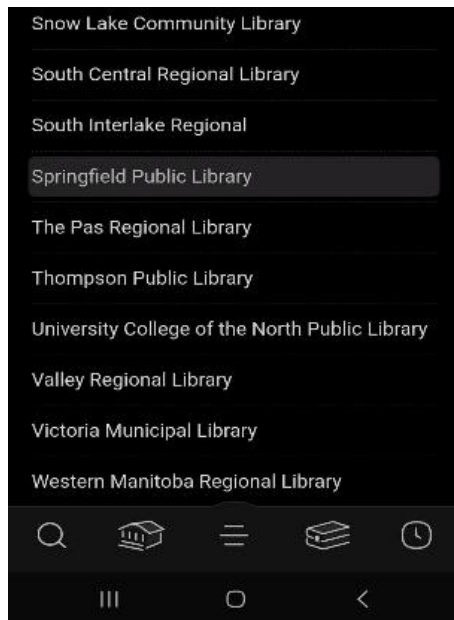 Snow Lake Community Library
South Central Regional Library
South Interlake Regional
Springfield Public Library
The Pas Regional Library
Thompson Public Library
University College of the North Public Library
Valley Regional Library
Victoria Municipal Library
Western Manitoba Regional Library